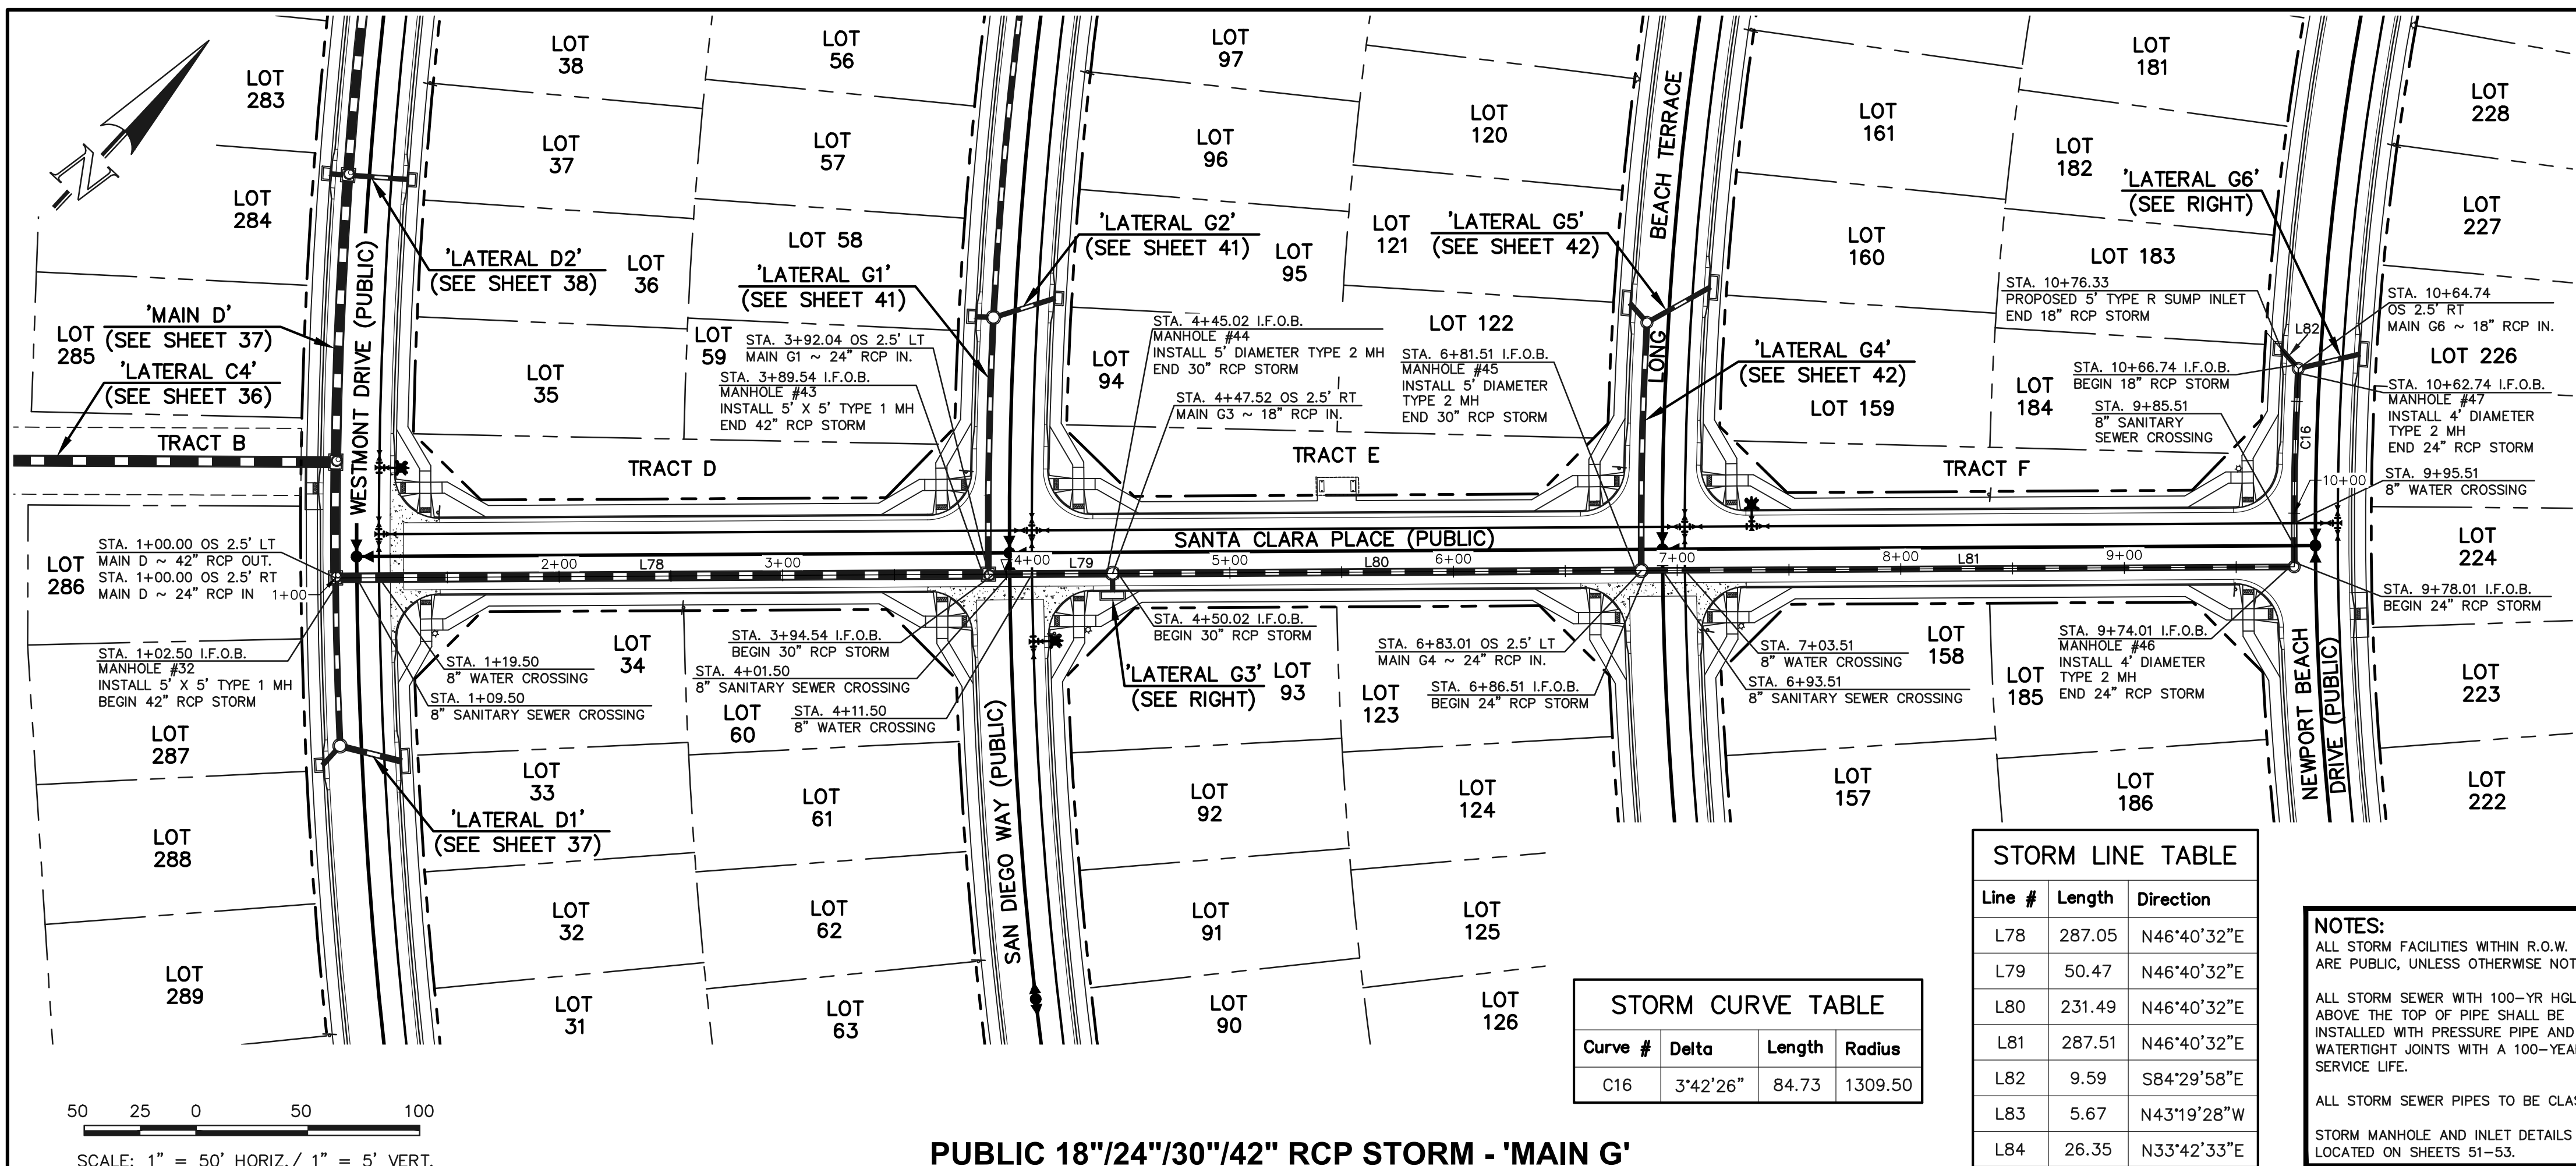 LOT
283
LOT
38
LOT
56
LOT
97
LOT
181
LOT
228
N
LOT
284
LOT
37
LOT
57
LOT
96
LOT
120
BEACH TERRACE
LONG
LOT
161
LOT
182
'LATERAL G6'
(SEE RIGHT)
LOT
227
'MAIN D'
(SEE SHEET 37)
LOT
285
'LATERAL C4'
(SEE SHEET 36)
TRACT B
WESTMONT DRIVE (PUBLIC)
'LATERAL D2'
(SEE SHEET 38)
LOT
36
LOT 58
'LATERAL G1'
(SEE SHEET 41)
'LATERAL G2'
(SEE SHEET 41)
LOT
95
LOT
121
'LATERAL G5'
(SEE SHEET 42)
LOT
160
LOT 183
LOT
35
LOT
59
STA. 3+92.04 OS 2.5' LT
MAIN G1 ~ 24" RCP IN.
STA. 3+89.54 I.F.O.B.
MANHOLE #43
INSTALL 5' X 5' TYPE 1 MH
END 42" RCP STORM
LOT
94
STA. 4+45.02 I.F.O.B.
MANHOLE #44
INSTALL 5' DIAMETER TYPE 2 MH
END 30" RCP STORM
STA. 4+47.52 OS 2.5' RT
MAIN G3 ~ 18" RCP IN.
LOT 122
STA. 6+81.51 I.F.O.B.
MANHOLE #45
INSTALL 5' DIAMETER
TYPE 2 MH
END 30" RCP STORM
'LATERAL G4'
(SEE SHEET 42)
LOT 159
LOT
184
STA. 10+76.33
PROPOSED 5' TYPE R SUMP INLET
END 18" RCP STORM
L82
STA. 10+66.74 I.F.O.B.
BEGIN 18" RCP STORM
STA. 9+85.51
8" SANITARY
SEWER CROSSING
C16
10+00
STA. 10+64.74
OS 2.5' RT
MAIN G6 ~ 18" RCP IN.
LOT 226
STA. 10+62.74 I.F.O.B.
MANHOLE #47
INSTALL 4' DIAMETER
TYPE 2 MH
END 24" RCP STORM
STA. 9+95.51
8" WATER CROSSING
TRACT D
TRACT E
TRACT F
SANTA CLARA PLACE (PUBLIC)
2+00
L78
3+00
4+00
L79
5+00
L80
6+00
7+00
8+00
L81
9+00
LOT
224
LOT
286
STA. 1+00.00 OS 2.5' LT
MAIN D ~ 42" RCP OUT.
STA. 1+00.00 OS 2.5' RT
MAIN D ~ 24" RCP IN
1+00
STA. 1+02.50 I.F.O.B.
MANHOLE #32
INSTALL 5' X 5' TYPE 1 MH
BEGIN 42" RCP STORM
STA. 1+19.50
8" WATER CROSSING
STA. 1+09.50
8" SANITARY SEWER CROSSING
LOT
34
STA. 3+94.54 I.F.O.B.
BEGIN 30" RCP STORM
STA. 4+01.50
8" SANITARY SEWER CROSSING
STA. 4+11.50
8" WATER CROSSING
LOT
60
STA. 4+50.02 I.F.O.B.
BEGIN 30" RCP STORM
'LATERAL G3'
(SEE RIGHT)
LOT
93
LOT
123
STA. 6+83.01 OS 2.5' LT
MAIN G4 ~ 24" RCP IN.
STA. 6+86.51 I.F.O.B.
BEGIN 24" RCP STORM
STA. 7+03.51
8" WATER CROSSING
STA. 6+93.51
8" SANITARY SEWER CROSSING
LOT
158
LOT
185
STA. 9+74.01 I.F.O.B.
MANHOLE #46
INSTALL 4' DIAMETER
TYPE 2 MH
END 24" RCP STORM
STA. 9+78.01 I.F.O.B.
BEGIN 24" RCP STORM
NEWPORT BEACH
DRIVE (PUBLIC)
LOT
223
LOT
287
LOT
33
'LATERAL D1'
(SEE SHEET 37)
LOT
61
SAN DIEGO WAY (PUBLIC)
LOT
92
LOT
124
LOT
157
LOT
186
LOT
222
LOT
288
LOT
32
LOT
62
LOT
91
LOT
125
LOT
289
LOT
31
LOT
63
LOT
90
LOT
126
STORM CURVE TABLE
Curve # Delta Length Radius
C16 3°42'26" 84.73 1309.50
STORM LINE TABLE
Line # Length Direction
L78 287.05 N46°40'32"E
L79 50.47 N46°40'32"E
L80 231.49 N46°40'32"E
L81 287.51 N46°40'32"E
L82 9.59 S84°29'58"E
L83 5.67 N43°19'28"W
L84 26.35 N33°42'33"E
NOTES:
ALL STORM FACILITIES WITHIN R.O.W.
ARE PUBLIC, UNLESS OTHERWISE NOT
ALL STORM SEWER WITH 100-YR HGL
ABOVE THE TOP OF PIPE SHALL BE
INSTALLED WITH PRESSURE PIPE AND
WATERTIGHT JOINTS WITH A 100-YEA
SERVICE LIFE.
ALL STORM SEWER PIPES TO BE CLAS
STORM MANHOLE AND INLET DETAILS
LOCATED ON SHEETS 51-53.
50 25 0 50 100
SCALE: 1" = 50' HORIZ./ 1" = 5' VERT.
PUBLIC 18"/24"/30"/42" RCP STORM - 'MAIN G'